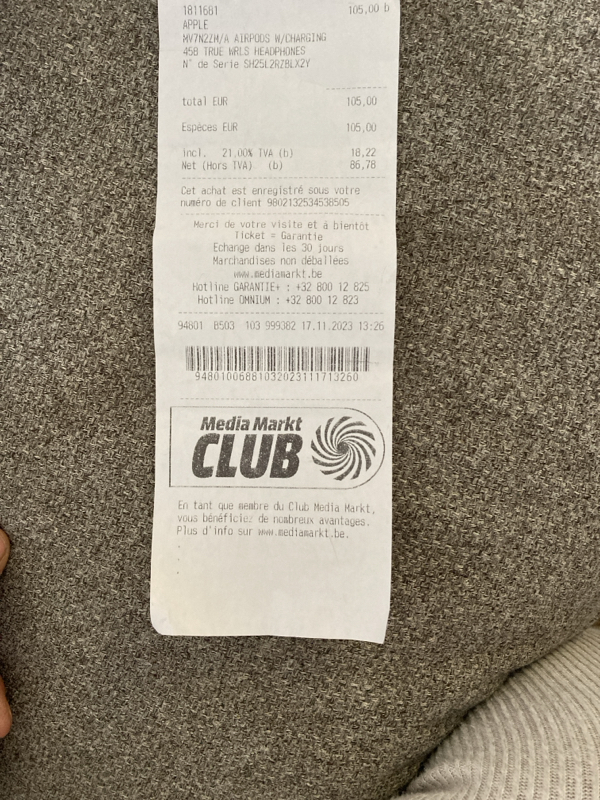 1811681 105,00 b
APPLE
MV7N2ZM/A AIRPODS W/CHARGING
458 TRUE WRLS HEADPHONES
N° de Serie SH25L2RZBLX2Y
total EUR 105,00
Espèces EUR 105,00
incl. 21,00% TVA (b) 18,22
Net (Hors TVA) (b) 86,78
Cet achat est enregistré sous votre
numéro de client 9802132534538505
Merci de votre visite et à bientôt
Ticket = Garantie
Echange dans les 30 jours
Marchandises non déballées
www.mediamarkt.be
Hotline GARANTIE+ : +32 800 12 825
Hotline OMNIUM : +32 800 12 823
94801 B503 103 999382 17.11.2023 13:26
9480100688103202311171326​0
Media Markt
CLUB
En tant que membre du Club Media Markt,
vous bénéficiez de nombreux avantages.
Plus d'info sur www.mediamarkt.be.